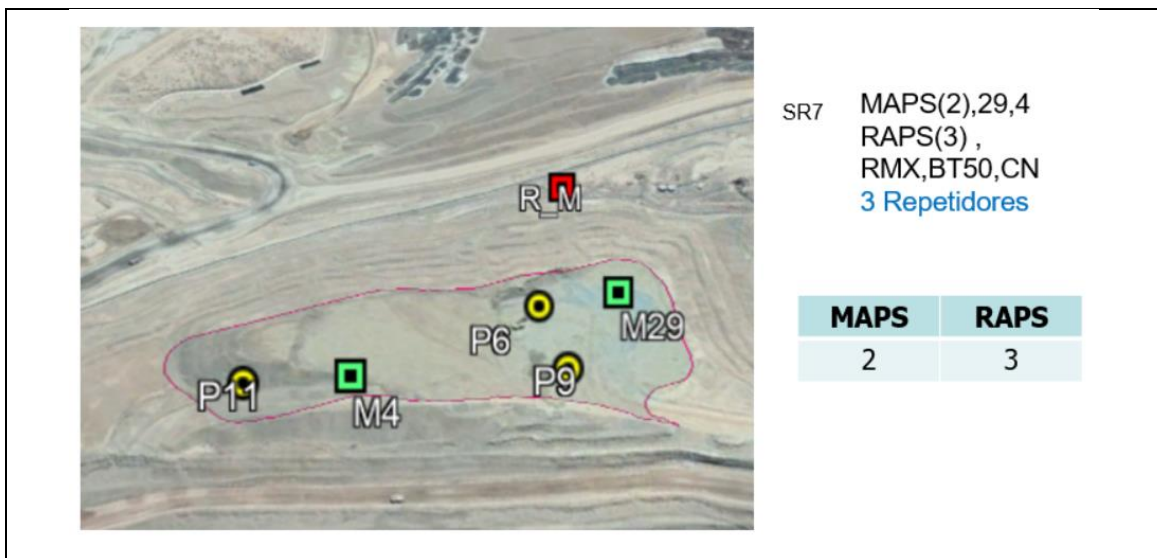 R_M
M29
P6
P9
P11
M4
SR7
MAPS(2),29,4
RAPS(3) ,
RMX,BT50,CN
3 Repetidores
MAPS RAPS
2 3